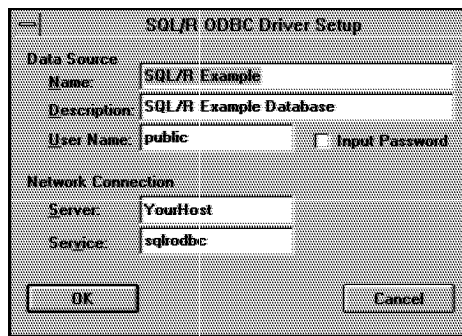 SQL/R ODBC Driver Setup
Data Source
Name: SQL/R Example
Description: SQL/R Example Database
User Name: public Input Password
Network Connection
Server: YourHost
Service: sqlrodbc
OK Cancel